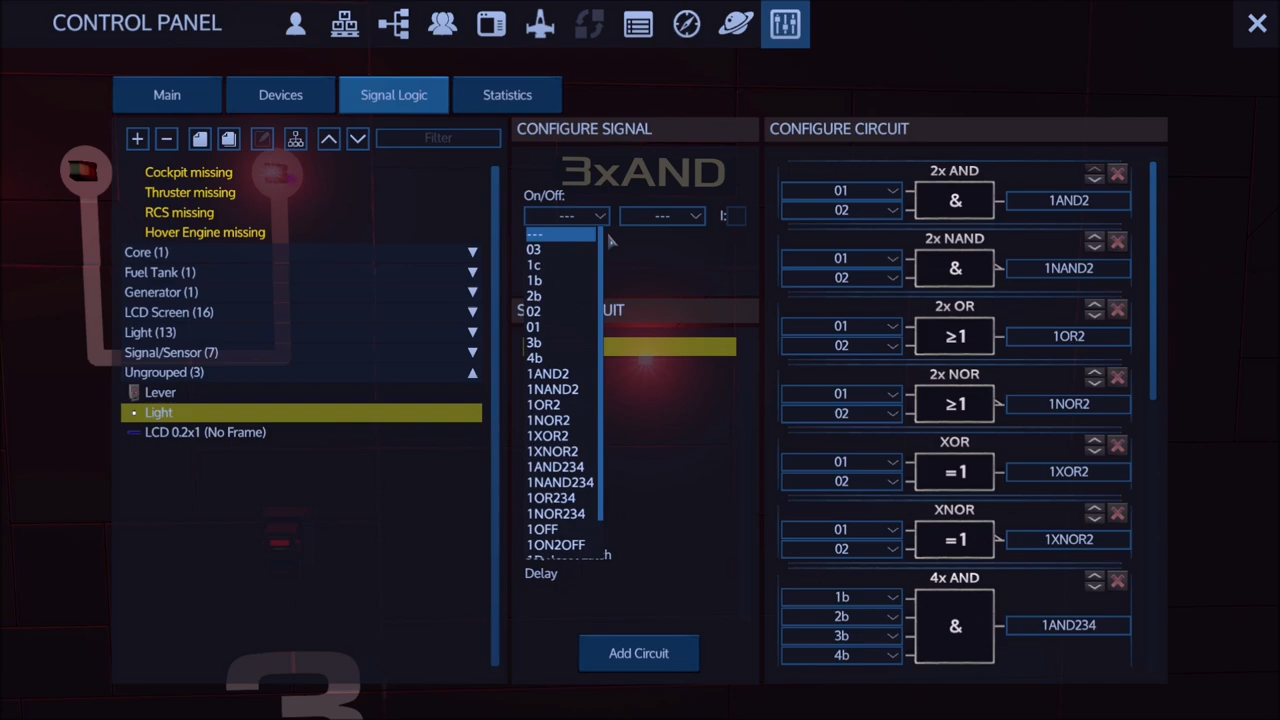 CONTROL PANEL
Main
Devices
Signal Logic
Statistics
Filter
Cockpit missing
Thruster missing
RCS missing
Hover Engine missing
Core (1)
Fuel Tank (1)
Generator (1)
LCD Screen (16)
Light (13)
Signal/Sensor (7)
Ungrouped (3)
Lever
Light
LCD 0.2x1 (No Frame)
CONFIGURE SIGNAL
3xAND
On/Off:
--- --- I:
---
03
1c
1b
2b
02
01
3b
4b
1AND2
1NAND2
1OR2
1NOR2
1XOR2
1XNOR2
1AND234
1NAND234
1OR234
1NOR234
1OFF
1ON2OFF
Delay
Add Circuit
CONFIGURE CIRCUIT
2x AND
01
02
&
1AND2
2x NAND
01
02
&
1NAND2
2x OR
01
02
≥1
1OR2
2x NOR
01
02
≥1
1NOR2
XOR
01
02
=1
1XOR2
XNOR
01
02
=1
1XNOR2
4x AND
1b
2b
3b
4b
&
1AND234
3